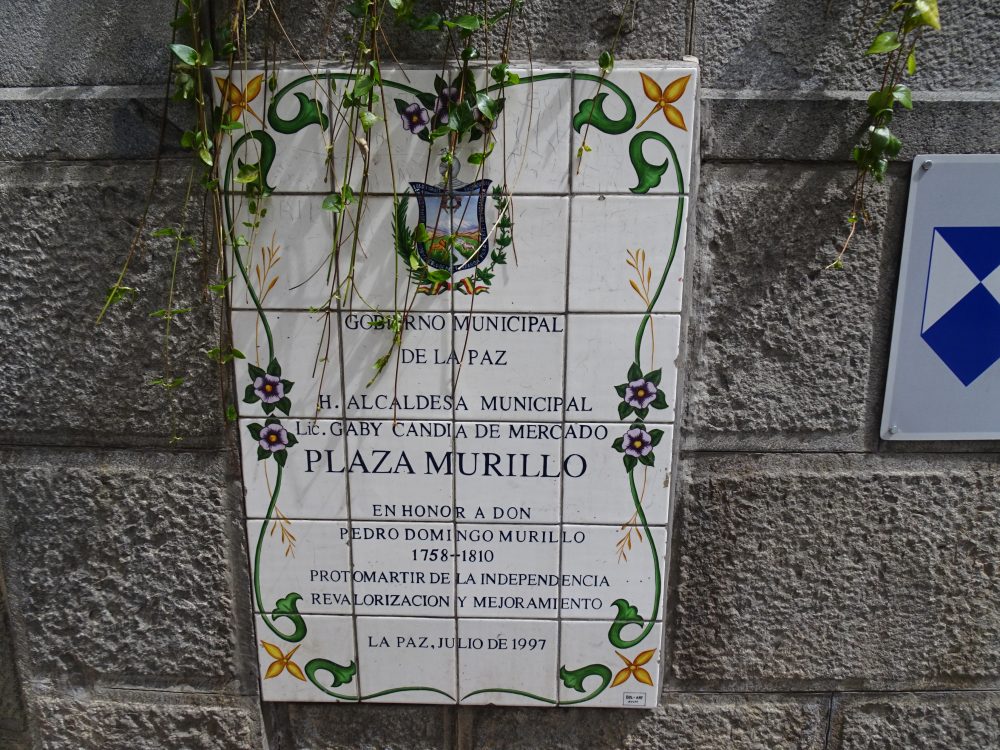 GOBIERNO MUNICIPAL
DE LA PAZ
H. ALCALDESA MUNICIPAL
Lic. GABY CANDIA DE MERCADO
PLAZA MURILLO
EN HONOR A DON
PEDRO DOMINGO MURILLO
1758-1810
PROTOMARTIR DE LA INDEPENDENCIA
REVALORIZACION Y MEJORAMIENTO
LA PAZ, JULIO DE 1997